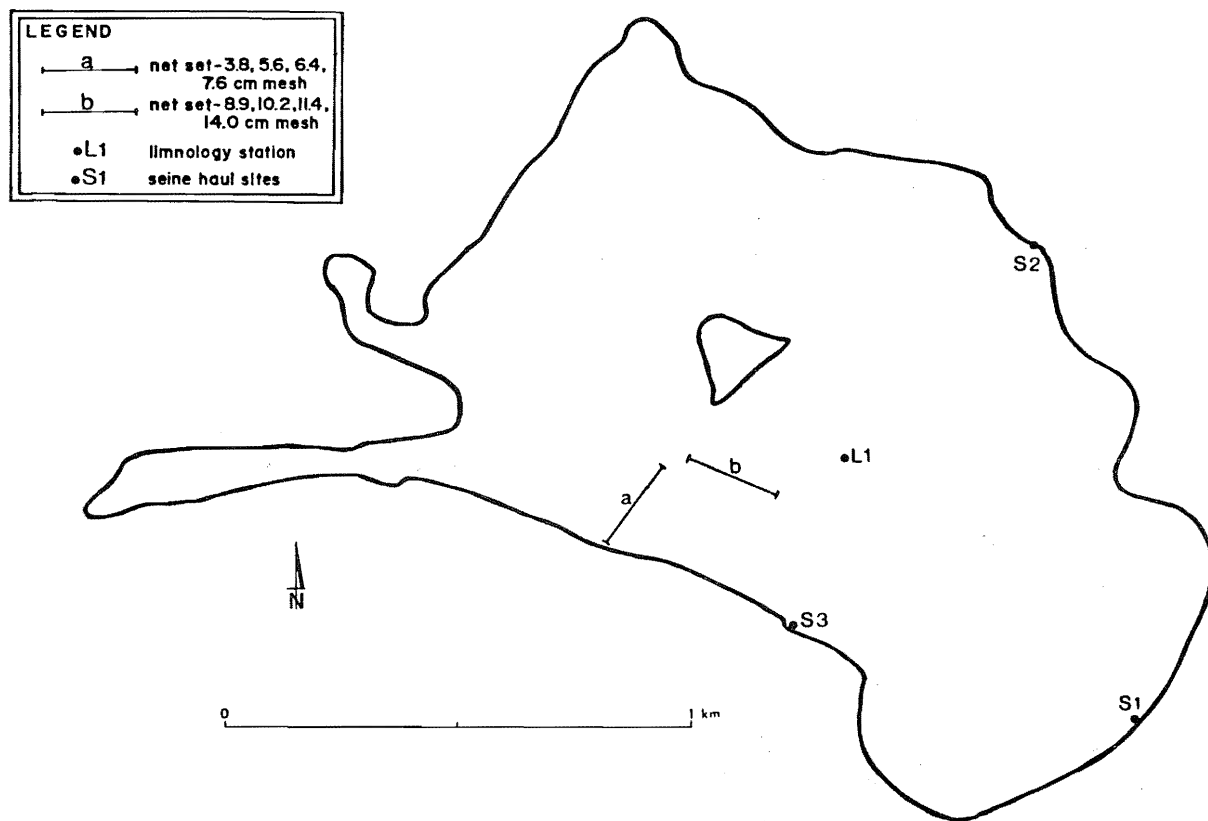 LEGEND
a net set-3.8, 5.6, 6.4,
7.6 cm mesh
b net set-8.9, 10.2, 11.4,
14.0 cm mesh
L1 limnology station
S1 seine haul sites
S2
b
L1
a
N
S3
S1
0 1 km